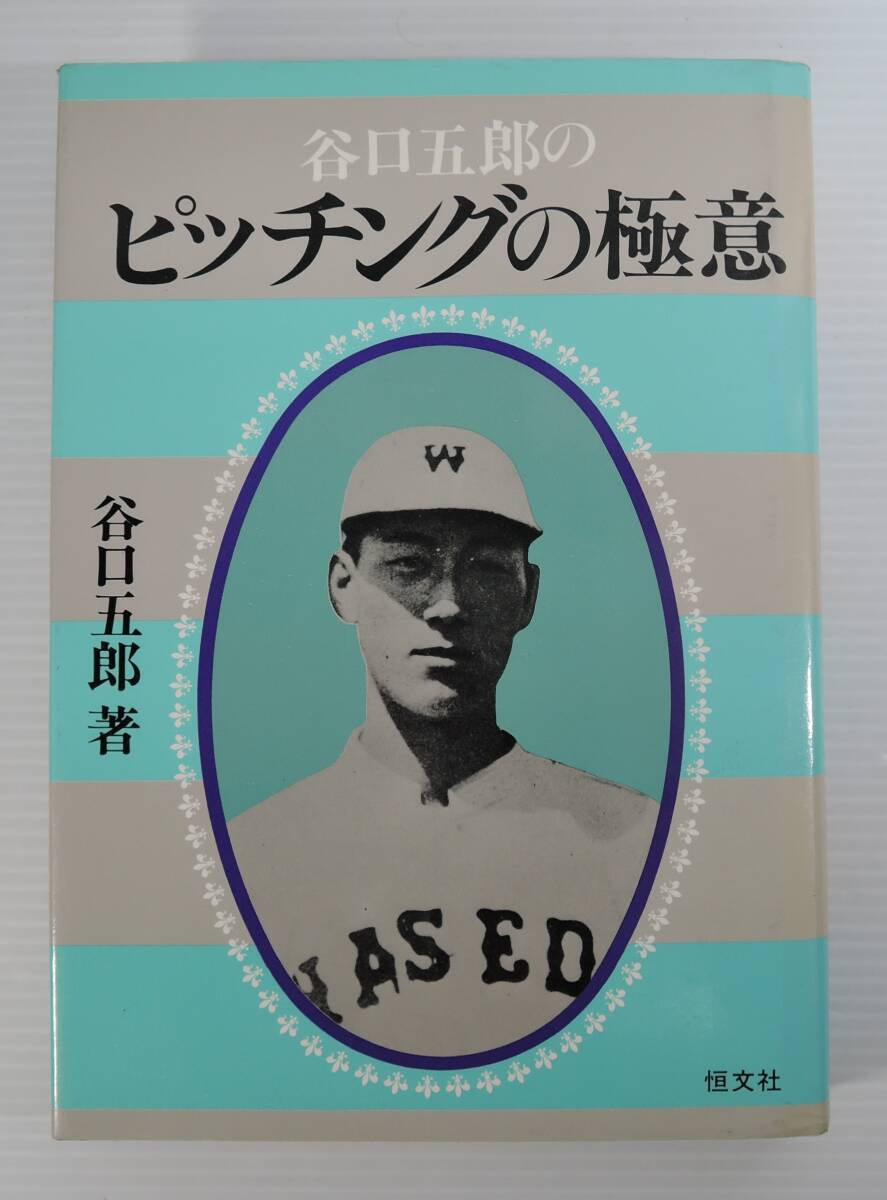 谷口五郎の
ピッチングの極意
谷口五郎 著
W
WASED
恒文社